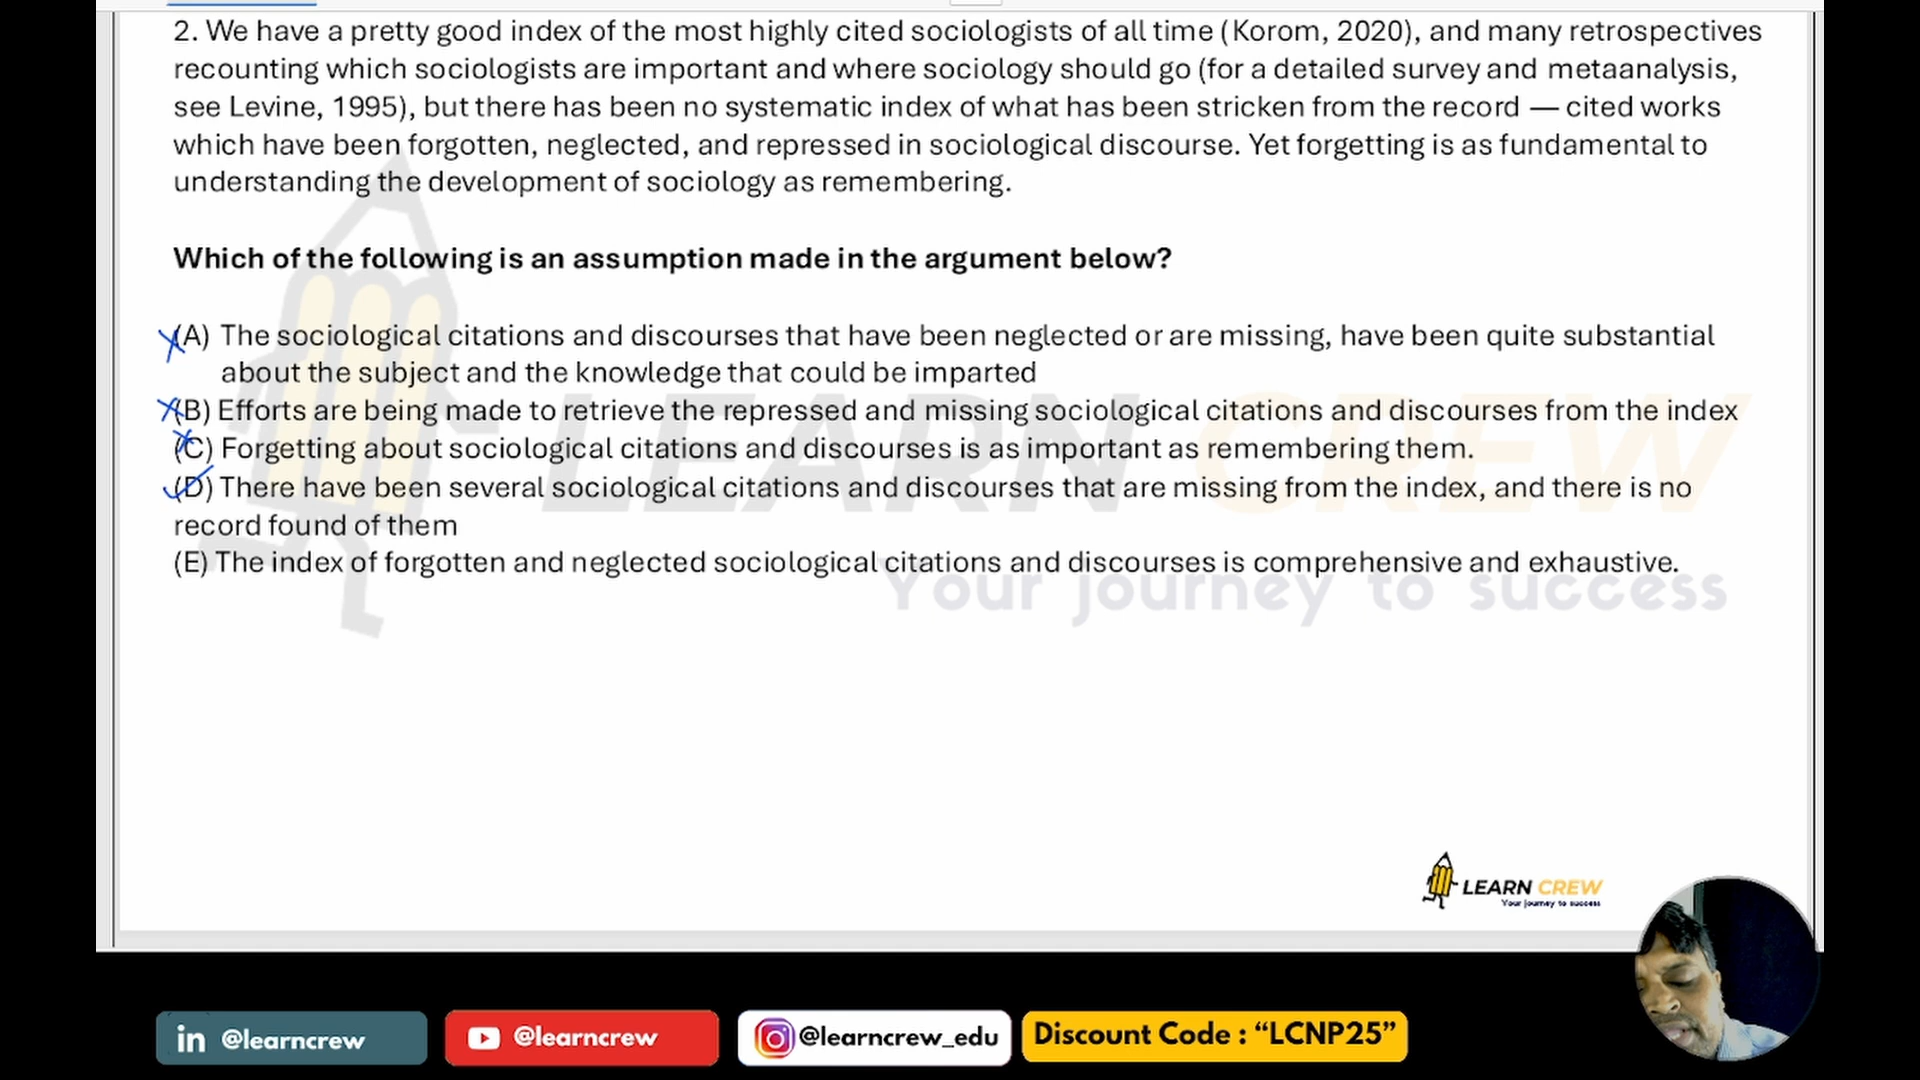 2. We have a pretty good index of the most highly cited sociologists of all time (Korom, 2020), and many retrospectives
recounting which sociologists are important and where sociology should go (for a detailed survey and metaanalysis,
see Levine, 1995), but there has been no systematic index of what has been stricken from the record — cited works
which have been forgotten, neglected, and repressed in sociological discourse. Yet forgetting is as fundamental to
understanding the development of sociology as remembering.
Which of the following is an assumption made in the argument below?
(A) The sociological citations and discourses that have been neglected or are missing, have been quite substantial
about the subject and the knowledge that could be imparted
(B) Efforts are being made to retrieve the repressed and missing sociological citations and discourses from the index
(C) Forgetting about sociological citations and discourses is as important as remembering them.
(D) There have been several sociological citations and discourses that are missing from the index, and there is no
record found of them
(E) The index of forgotten and neglected sociological citations and discourses is comprehensive and exhaustive.
LEARN CREW
Your journey to success
LEARN CREW
Your journey to success
in @learncrew
@learncrew
@learncrew_edu
Discount Code : “LCNP25”